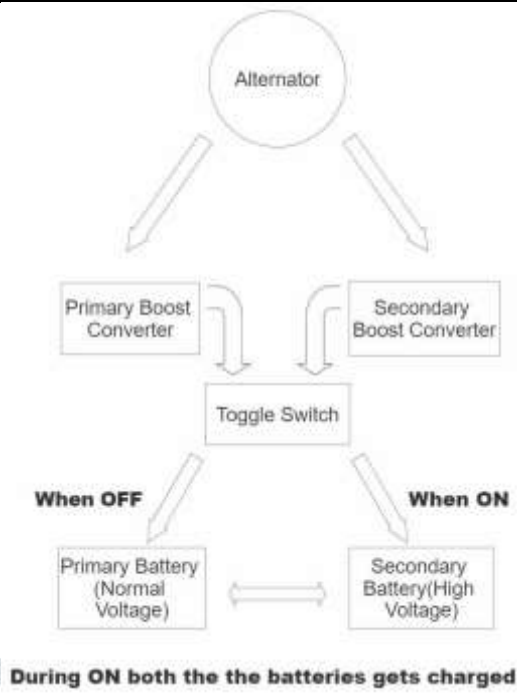 Alternator
Primary Boost
Converter
Secondary
Boost Converter
Toggle Switch
When OFF
When ON
Primary Battery
(Normal
Voltage)
Secondary
Battery(High
Voltage)
During ON both the the batteries gets charged